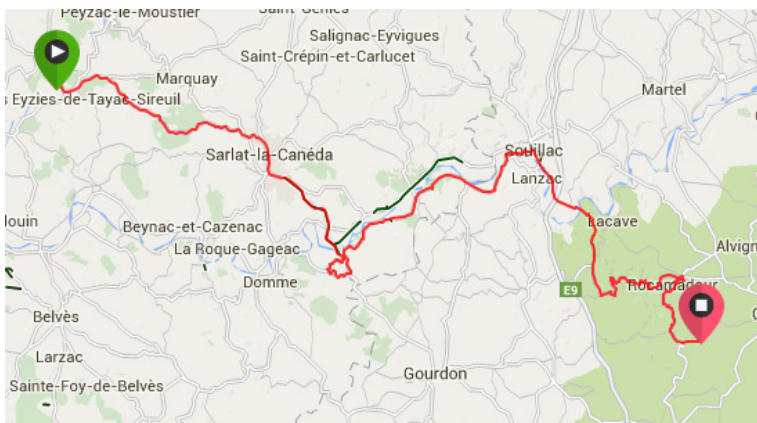 Peyzac-le-Moustier
Saint-Geniès
Salignac-Eyvigues
Saint-Crépin-et-Carlucet
Marquay
Martel
s Eyzies-de-Tayac-Sireuil
Sarlat-la-Canéda
Souillac
Lanzac
Lacave
Beynac-et-Cazenac
La Roque-Gageac
Alvign
Domme
Rocamadour
E9
Belvès
Larzac
Gourdon
Sainte-Foy-de-Belvès